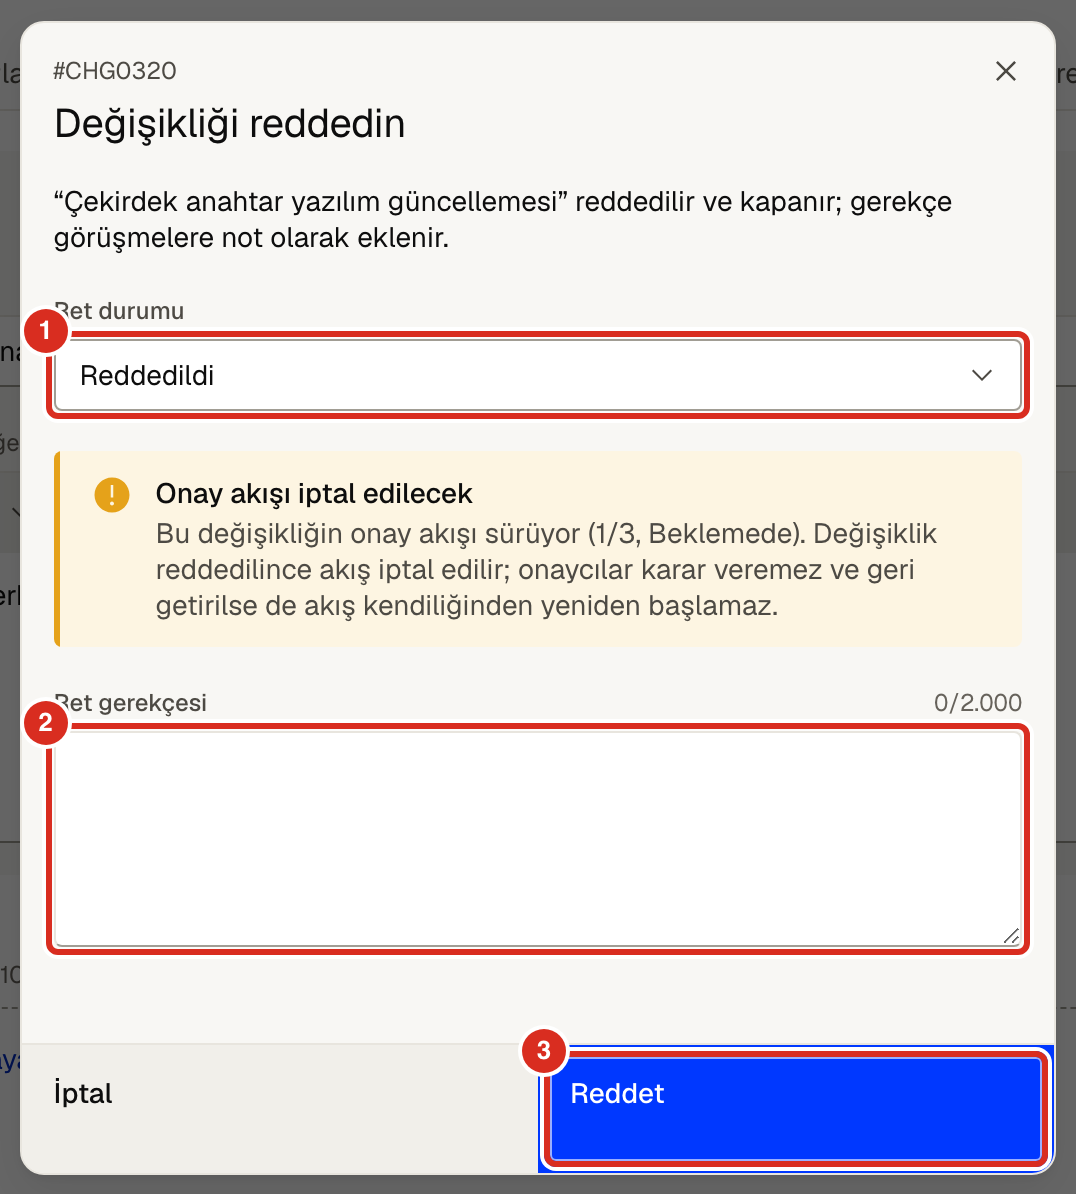 #CHG0320
Değişikliği reddedin
“Çekirdek anahtar yazılım güncellemesi” reddedilir ve kapanır; gerekçe
görüşmelere not olarak eklenir.
Ret durumu
1
Reddedildi
Onay akışı iptal edilecek
Bu değişikliğin onay akışı sürüyor (1/3, Beklemede). Değişiklik
reddedilince akış iptal edilir; onaycılar karar veremez ve geri
getirilse de akış kendiliğinden yeniden başlamaz.
Ret gerekçesi 0/2.000
2
3
İptal Reddet